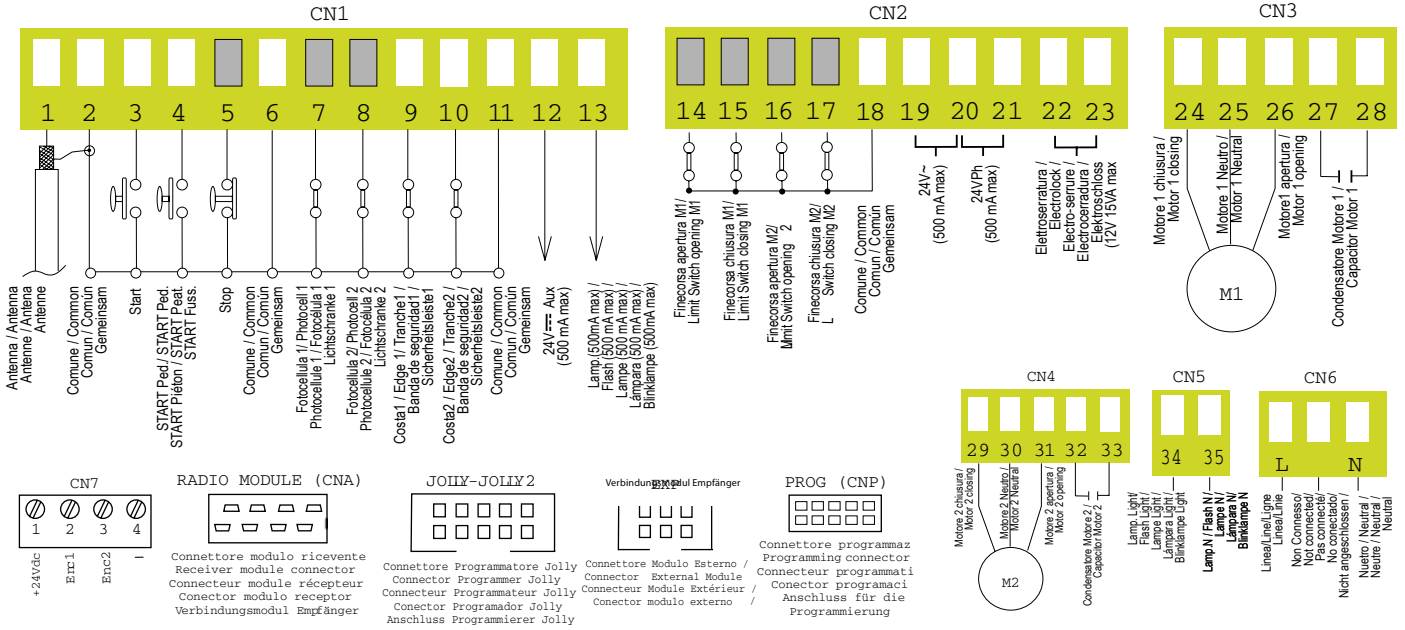 CN1
1 2 3 4 5 6 7 8 9 10 11 12 13
Antenna / Antenna
Antenne / Antena
Antenne
Comune / Common
Comun / Común
Gemeinsam
Start
START Ped./ START Ped.
START Piéton / START Peat.
START Fuss.
Stop
Comune / Common
Comun / Común
Gemeinsam
Fotocellula 1/ Photocell 1
Photocellule 1 / Fotocélula 1
Lichtschranke 1
Fotocellula 2/ Photocell 2
Photocellule 2 / Fotocélula 2
Lichtschranke 2
Costa1 / Edge 1/ Tranche1 /
Banda de seguridad1 /
Sicherheitsleiste1
Costa2 / Edge2 / Tranche2 /
Banda de seguridad2 /
Sicherheitsleiste2
Comune / Common
Comun / Común
Gemeinsam
24V Aux
(500 mA max)
Lamp.(500mA max) /
Flash (500 mA max) /
Lampe (500 mA max) /
Lámpara (500 mA max) /
Blinklampe (500mA max)
CN2
14 15 16 17 18 19 20 21 22 23
Finecorsa apertura M1/
Limit Switch opening M1
Finecorsa chiusura M1/
Limit Switch closing M1
Finecorsa apertura M2/
Mimit Switch opening 2
Finecorsa chiusura M2/
L Switch closing M2
Comune / Common
Comun / Común
Gemeinsam
24V~
(500 mA max)
24VPh
(500 mA max)
Elettroserratura /
Electrolock /
Electro-serrure /
Electrocerradura /
Elektroschloss
(12V 15VA max
CN3
24 25 26 27 28
Motore 1 chiusura /
Motor 1 closing
Motore 1 Neutro /
Motor 1 Neutral
Motore1 apertura /
Motor 1 opening
Condensatore Motore 1 /
Capacitor Motor 1
M1
CN4
29 30 31 32 33
Motore 2 chiusura /
Motor 2 closing
Motore 2 Neutro /
Motor 2 Neutral
Motore 2 apertura /
Motor 2 opening
Condensatore Motore 2 /
Capacitor Motor 2
M2
CN5
34 35
Lamp. Light/
Flash Light /
Lampe Light /
Lámpara Light /
Blinklampe Light
Lamp.N / Flash N /
Lampe N /
Lámpara N /
Blinklampe N
CN6
L N
Linea/Line/Ligne
Linea/Linie
Non Connesso/
Not connected/
Pas connecté/
No conectado/
Nicht angeschlossen /
Nuetro / Neutral /
Neutre / Neutral /
Neutral
CN7
1 2 3 4
+24Vdc
Enc1
Enc2
–
RADIO MODULE (CNA)
Connettore modulo ricevente
Receiver module connector
Connecteur module récepteur
Conector modulo receptor
Verbindungsmodul Empfänger
JOLLY-JOLLY2
Connettore Programmatore Jolly
Connector Programmer Jolly
Connecteur Programmateur Jolly
Conector Programador Jolly
Anschluss Programmierer Jolly
EXP
Verbindungsmodul Empfänger
Connettore Modulo Esterno /
Connector External Module
Connecteur Module Extérieur /
Conector modulo externo /
PROG (CNP)
Connettore programmaz
Programming connector
Connecteur programmati
Conector programaci
Anschluss für die
Programmierung